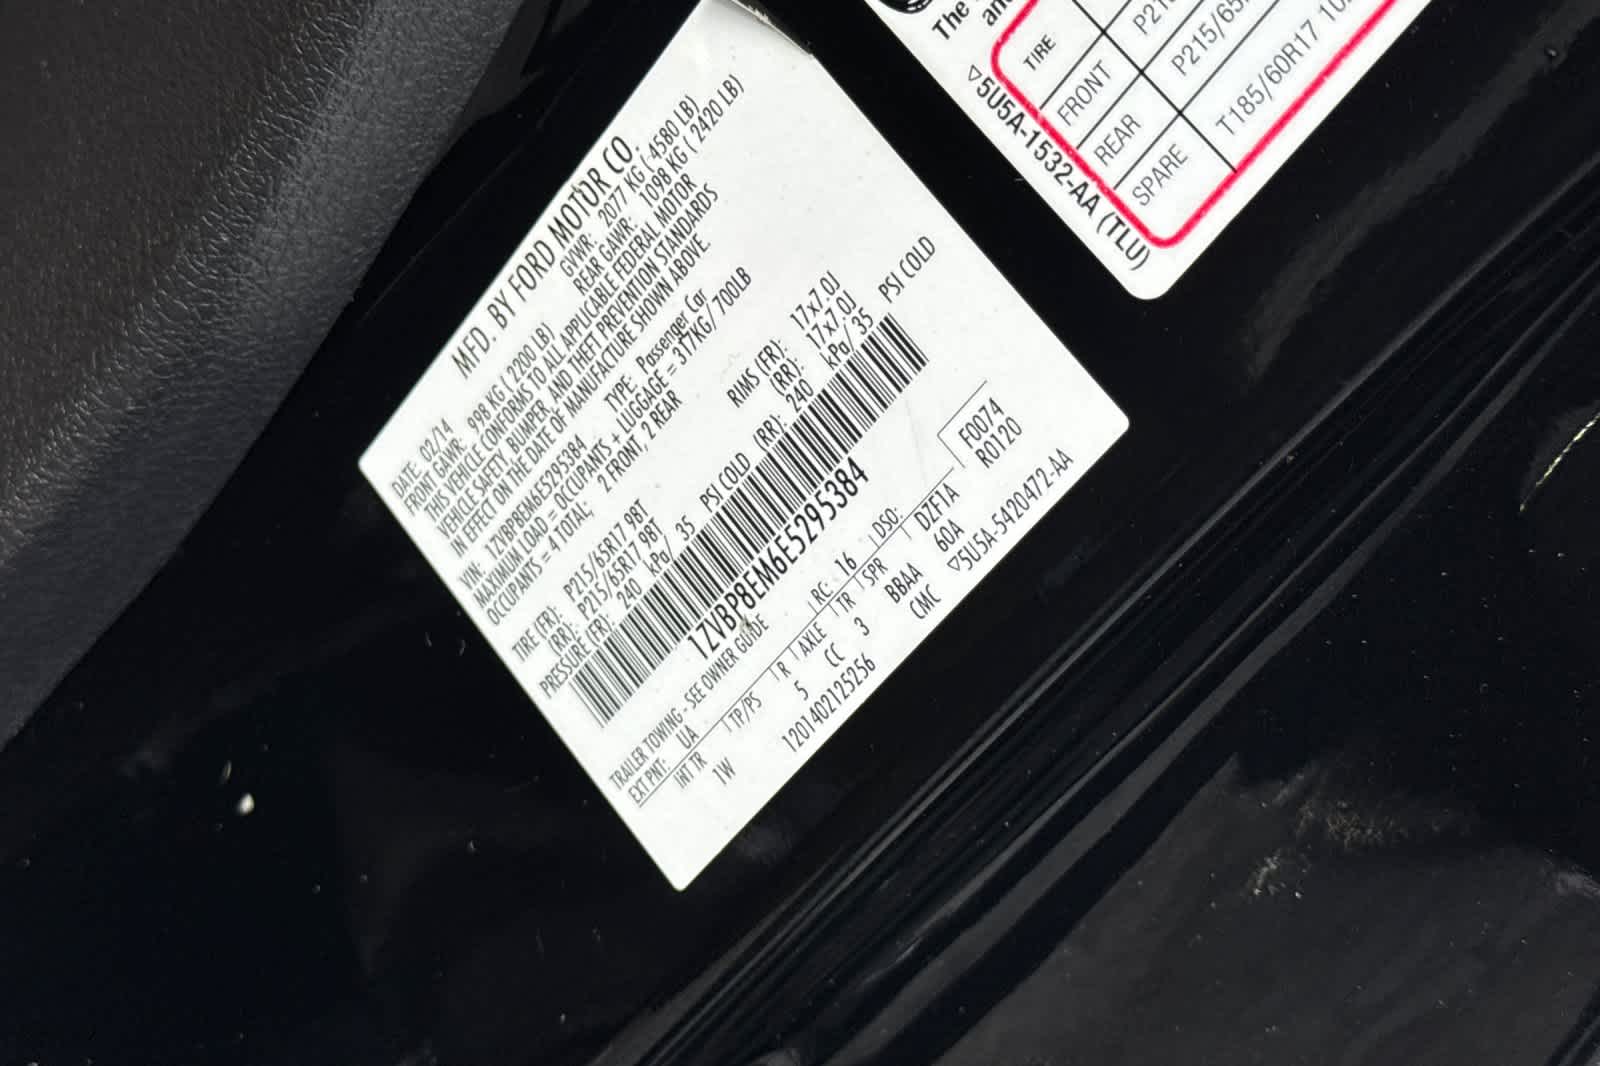 MFD. BY FORD MOTOR CO.
DATE: 02/14 GVWR: 2077 KG ( 4580 LB)
FRONT GAWR: 998 KG ( 2200 LB) REAR GAWR: 1098 KG ( 2420 LB)
THIS VEHICLE CONFORMS TO ALL APPLICABLE FEDERAL MOTOR
VEHICLE SAFETY, BUMPER, AND THEFT PREVENTION STANDARDS
IN EFFECT ON THE DATE OF MANUFACTURE SHOWN ABOVE.
VIN: 1ZVBP8EM6E5295384 TYPE: Passenger Car
MAXIMUM LOAD = OCCUPANTS + LUGGAGE = 317KG/ 700LB
OCCUPANTS = 4 TOTAL; 2 FRONT, 2 REAR
TIRE (FR): P215/65R17 98T RIMS (FR): 17x7.0J
(RR): P215/65R17 98T (RR): 17x7.0J
PRESSURE (FR): 240 kPa/ 35 PSI COLD (RR): 240 kPa/ 35 PSI COLD
1ZVBP8EM6E5295384
TRAILER TOWING - SEE OWNER GUIDE
EXT PNT: UA RC: 16 DSO: F0074
R0120
INT TR TP/PS R AXLE TR SPR DZF1A
1W 5 CC 3 BBAA 60A
1201402125256 CMC ▽5U5A-5420472-AA
The
an
TIRE
FRONT P21
REAR P215/65
SPARE T185/60R17 10
▽5U5A-1532-AA (TLU)